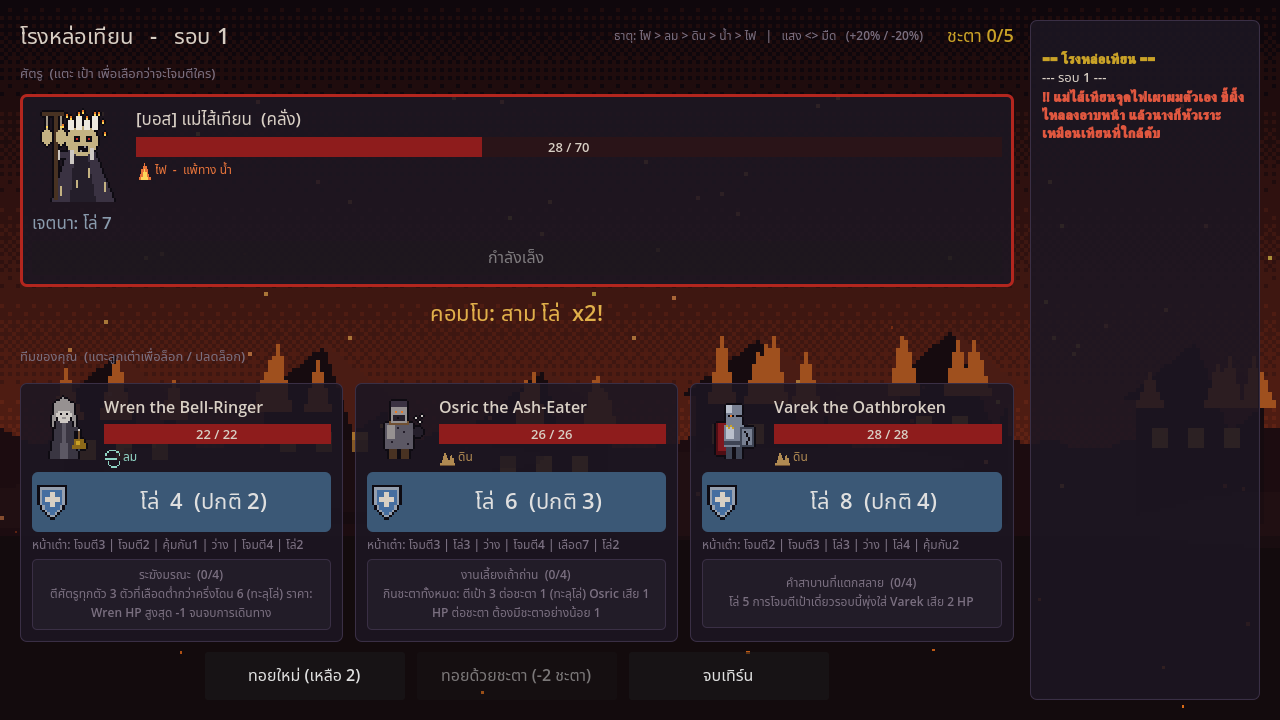 โรงหล่อเทียน - รอบ 1
ธาตุ: ไฟ > ลม > ดิน > น้ำ > ไฟ | แสง <> มืด (+20% / -20%)
ชะตา 0/5
ศัตรู (แตะ เป้า เพื่อเลือกว่าจะโจมตีใคร)
[บอส] แม่ไส้เทียน (คลั่ง)
28 / 70
ไฟ - แพ้ทาง น้ำ
เจตนา: โล่ 7
กำลังเล็ง
คอมโบ: สาม โล่ x2!
ทีมของคุณ (แตะลูกเต๋าเพื่อล็อก / ปลดล็อก)
Wren the Bell-Ringer
22 / 22
ลม
โล่ 4 (ปกติ 2)
หน้าเต๋า: โจมตี3 | โจมตี2 | คุ้มกัน1 | ว่าง | โจมตี4 | โล่2
ระฆังมรณะ (0/4)
ตีศัตรูทุกตัว 3 ตัวที่เลือดต่ำกว่าครึ่งโดน 6 (ทะลุโล่) ราคา:
Wren HP สูงสุด -1 จนจบการเดินทาง
Osric the Ash-Eater
26 / 26
ดิน
โล่ 6 (ปกติ 3)
หน้าเต๋า: โจมตี3 | โล่3 | ว่าง | โจมตี4 | เลือด7 | โล่2
งานเลี้ยงเถ้าถ่าน (0/4)
กินชะตาทั้งหมด: ตีเป้า 3 ต่อชะตา 1 (ทะลุโล่) Osric เสีย 1
HP ต่อชะตา ต้องมีชะตาอย่างน้อย 1
Varek the Oathbroken
28 / 28
ดิน
โล่ 8 (ปกติ 4)
หน้าเต๋า: โจมตี2 | โจมตี3 | โล่3 | ว่าง | โล่4 | คุ้มกัน2
คำสาบานที่แตกสลาย (0/4)
โล่ 5 การโจมตีเป้าเดี่ยวรอบนี้พุ่งใส่ Varek เสีย 2 HP
ทอยใหม่ (เหลือ 2)
ทอยด้วยชะตา (-2 ชะตา)
จบเทิร์น
== โรงหล่อเทียน ==
--- รอบ 1 ---
!! แม่ไส้เทียนจุดไฟเผาผมตัวเอง ขี้ผึ้ง
ไหลลงอาบหน้า แล้วนางก็หัวเราะ
เหมือนเทียนที่ใกล้ดับ